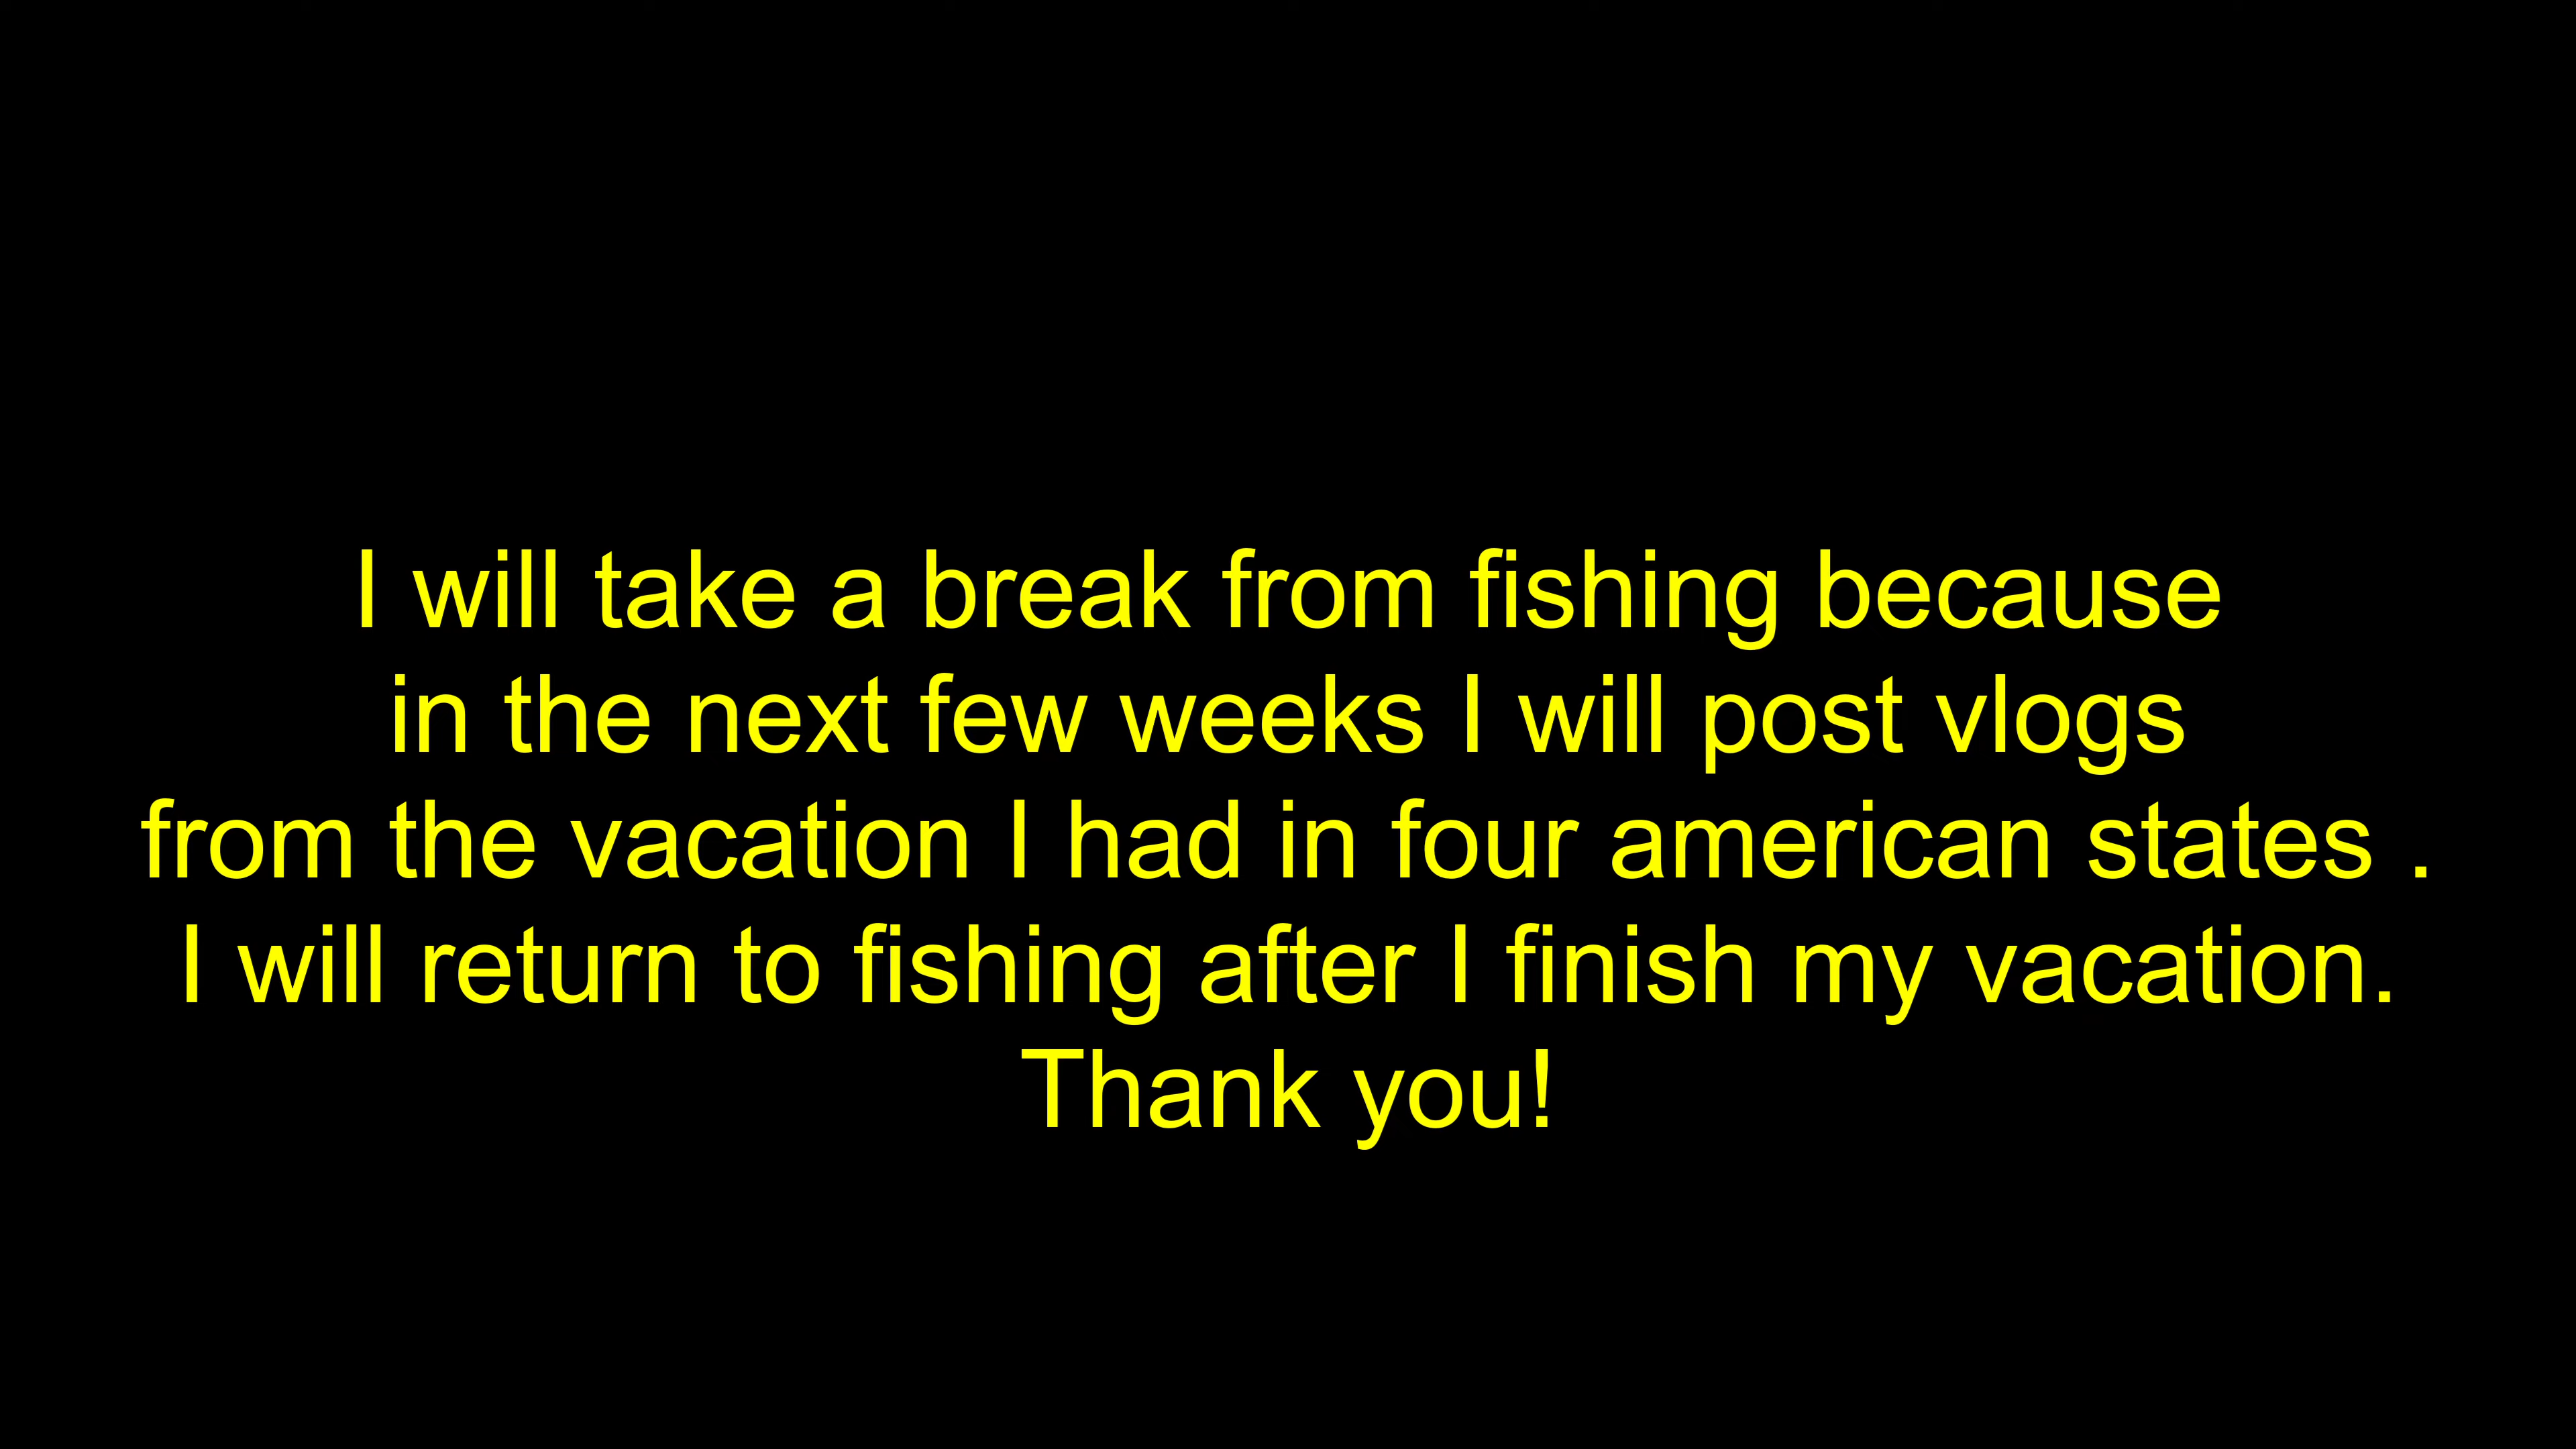 I will take a break from fishing because
in the next few weeks I will post vlogs
from the vacation I had in four american states .
I will return to fishing after I finish my vacation.
Thank you!